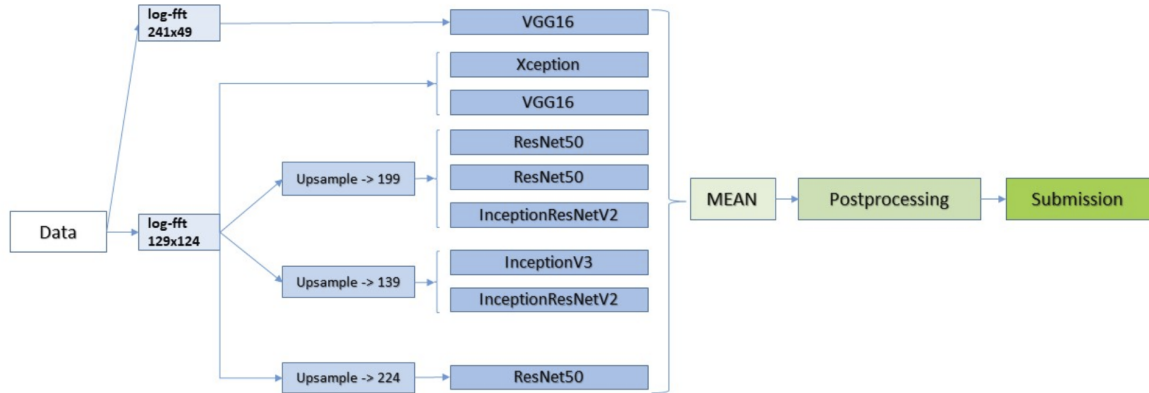 log-fft
241x49
VGG16
Xception
VGG16
ResNet50
Upsample -> 199
ResNet50
InceptionResNetV2
Data
log-fft
129x124
MEAN
Postprocessing
Submission
InceptionV3
Upsample -> 139
InceptionResNetV2
Upsample -> 224
ResNet50